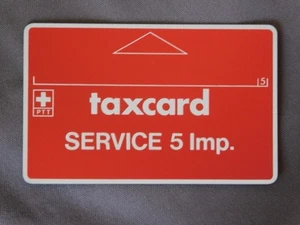 5
PTT
taxcard
SERVICE 5 Imp.